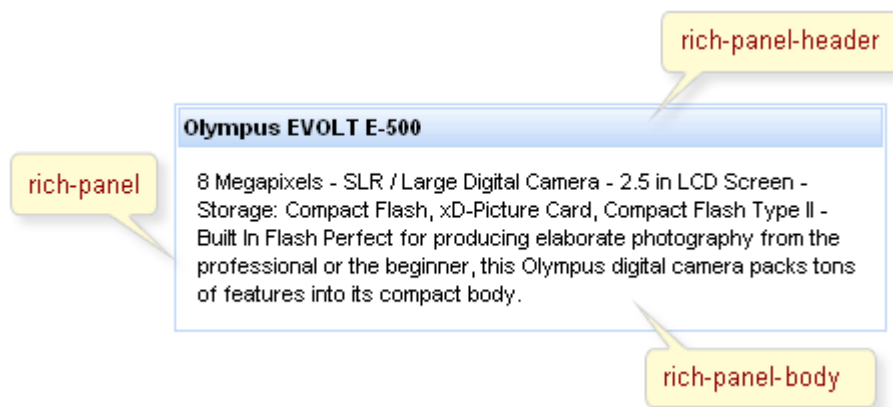 rich-panel-header
Olympus EVOLT E-500
rich-panel
8 Megapixels - SLR / Large Digital Camera - 2.5 in LCD Screen -
Storage: Compact Flash, xD-Picture Card, Compact Flash Type II -
Built In Flash Perfect for producing elaborate photography from the
professional or the beginner, this Olympus digital camera packs tons
of features into its compact body.
rich-panel-body